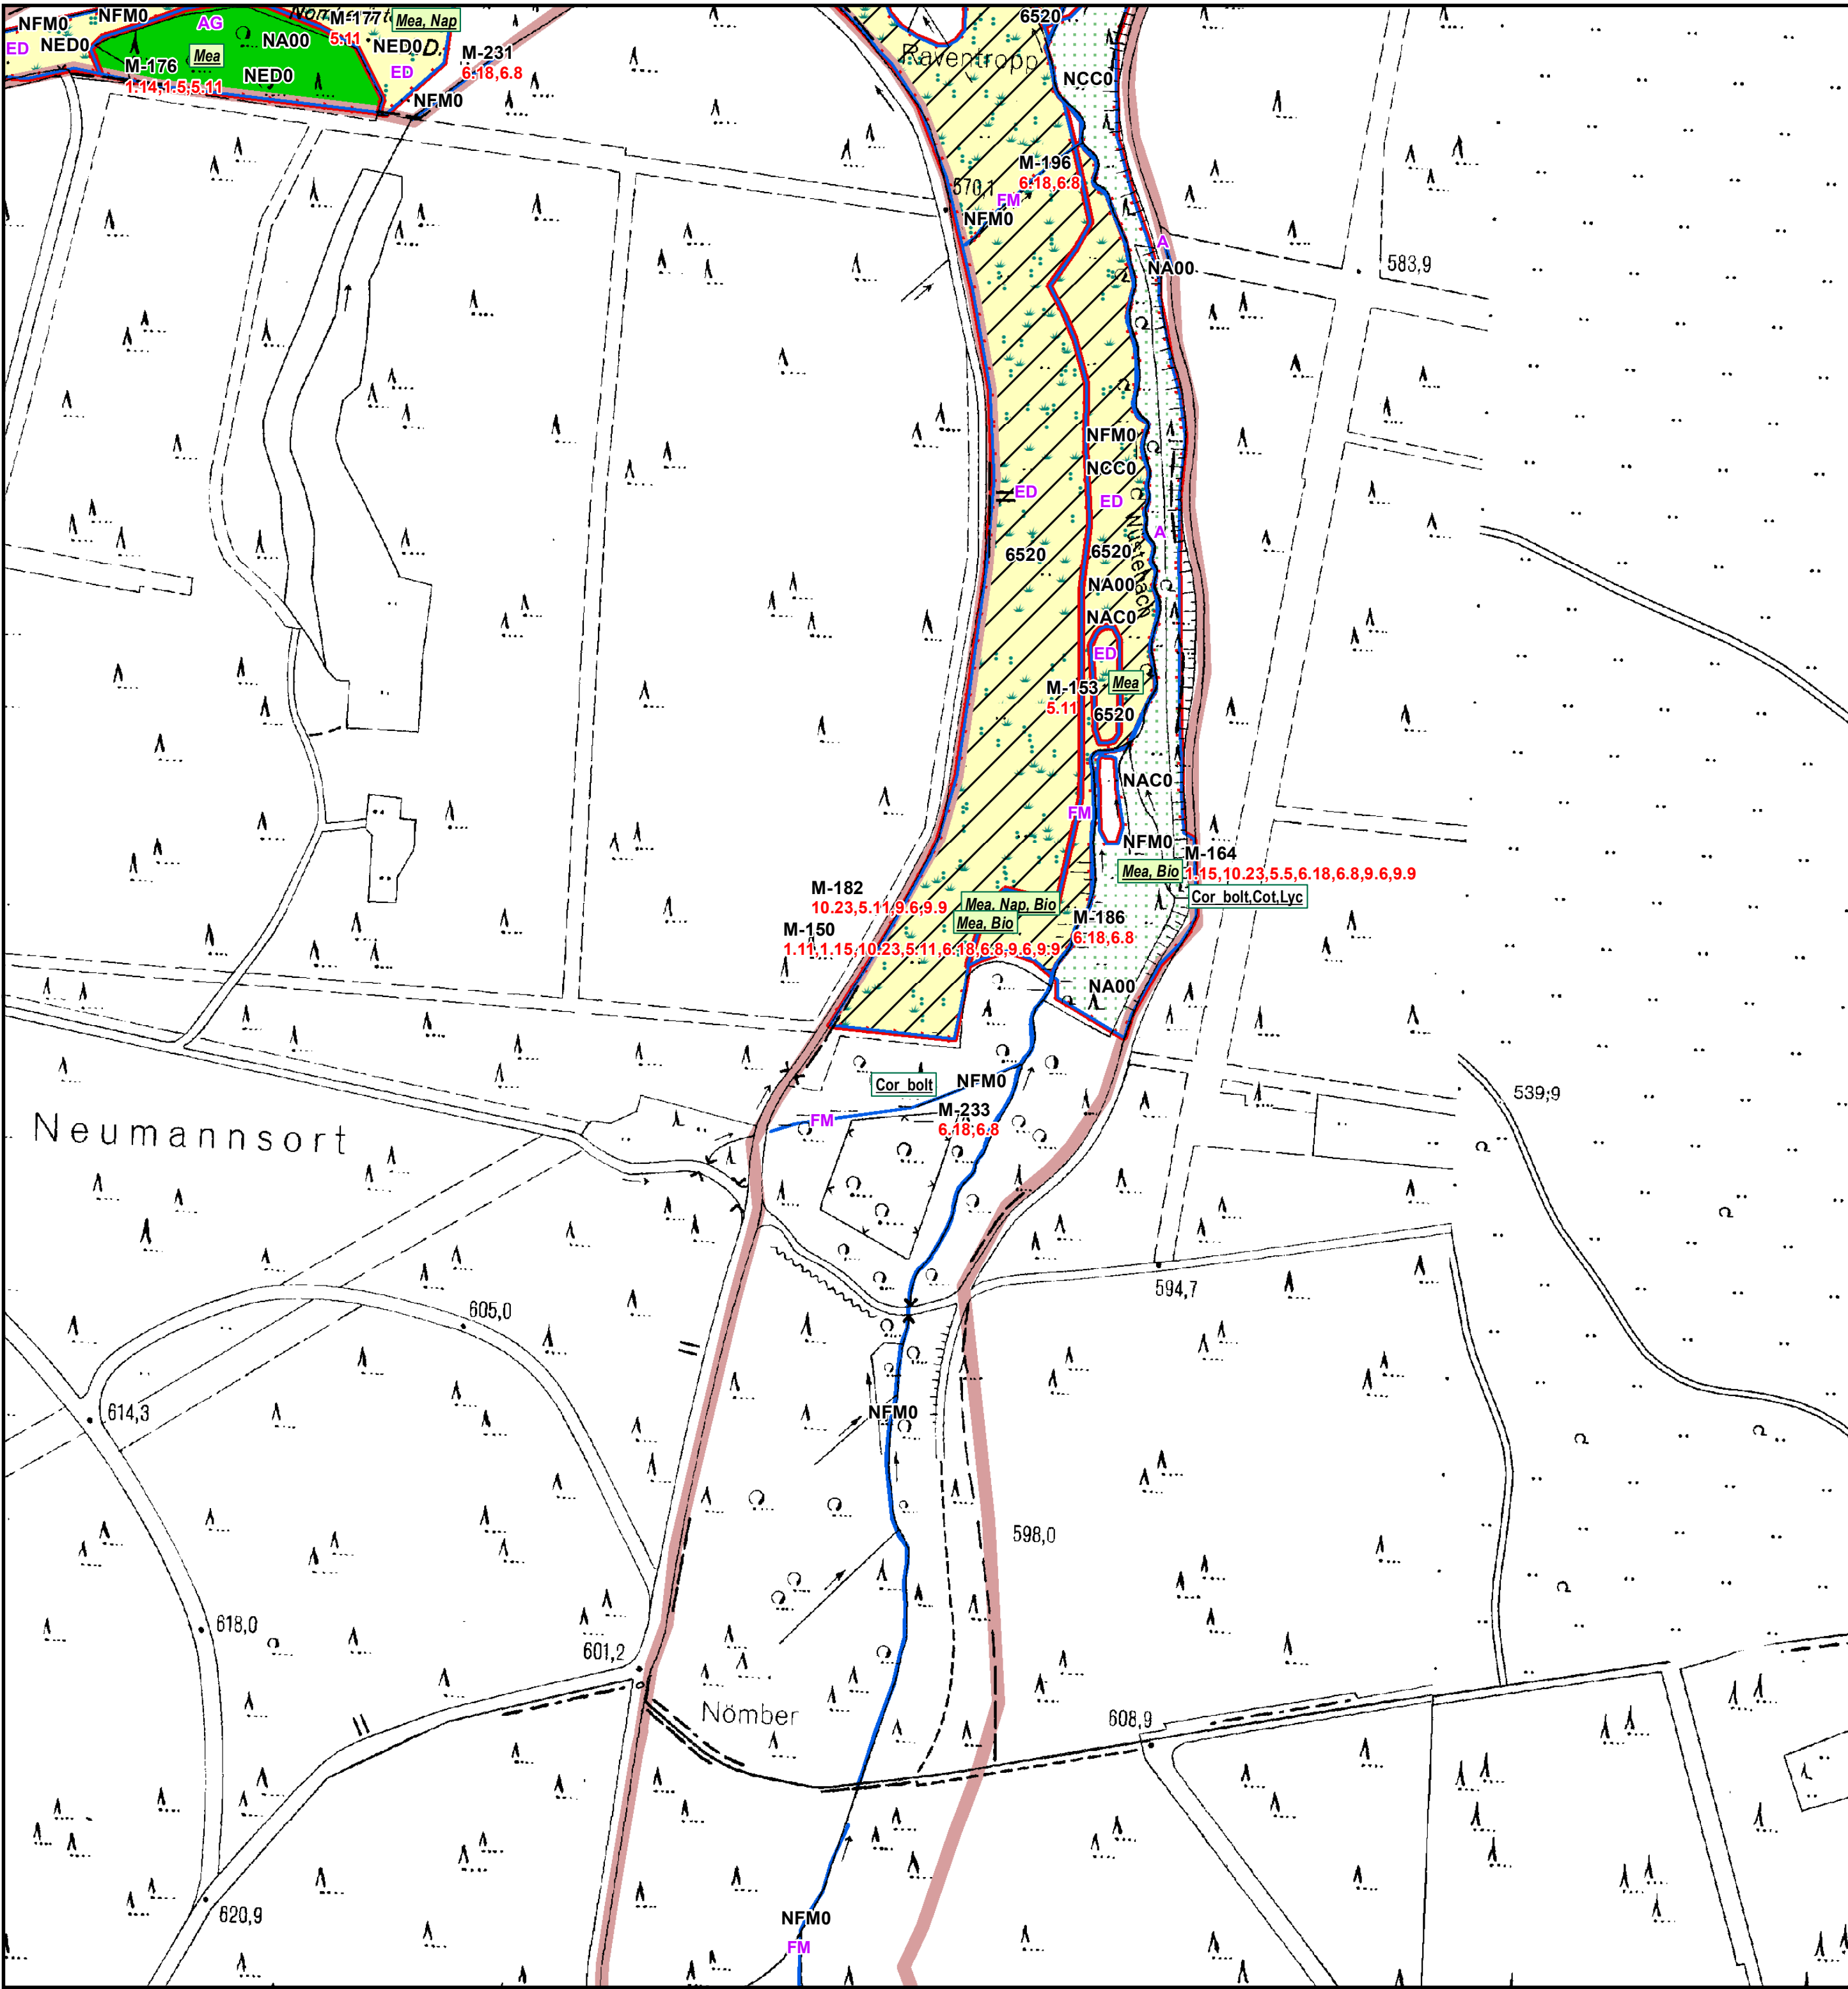 NFM0
NFM0
AG
M-177
5.11
Mea, Nap
6520
ED
NED0
Mea
NA00
NED0
D.
M-231
6.18,6.8
M-176
1.14,1.5,5.11
NED0
ED
NFM0
Raventropp
NCC0
M-196
6.18,6.8
570,1
FM
NFM0
A
NA00
583,9
NFM0
NCC0
ED
ED
A
6520
6520
NA00
NAC0
ED
M-153
Mea
5.11
6520
NAC0
FM
NFM0
M-164
Mea, Bio
1.15,10.23,5.5,6.18,6.8,9.6,9.9
Cor_bolt,Cot,Lyc
M-182
10.23,5.11,9.6,9.9
Mea, Nap, Bio
Mea, Bio
M-186
6.18,6.8
M-150
1.11,1.15,10.23,5.11,6.18,6.8,9.6,9.9
NA00
Cor_bolt
NFM0
M-233
6.18,6.8
FM
539,9
Neumannsort
594,7
605,0
614,3
NFM0
598,0
618,0
601,2
Nömber
608,9
620,9
NFM0
FM